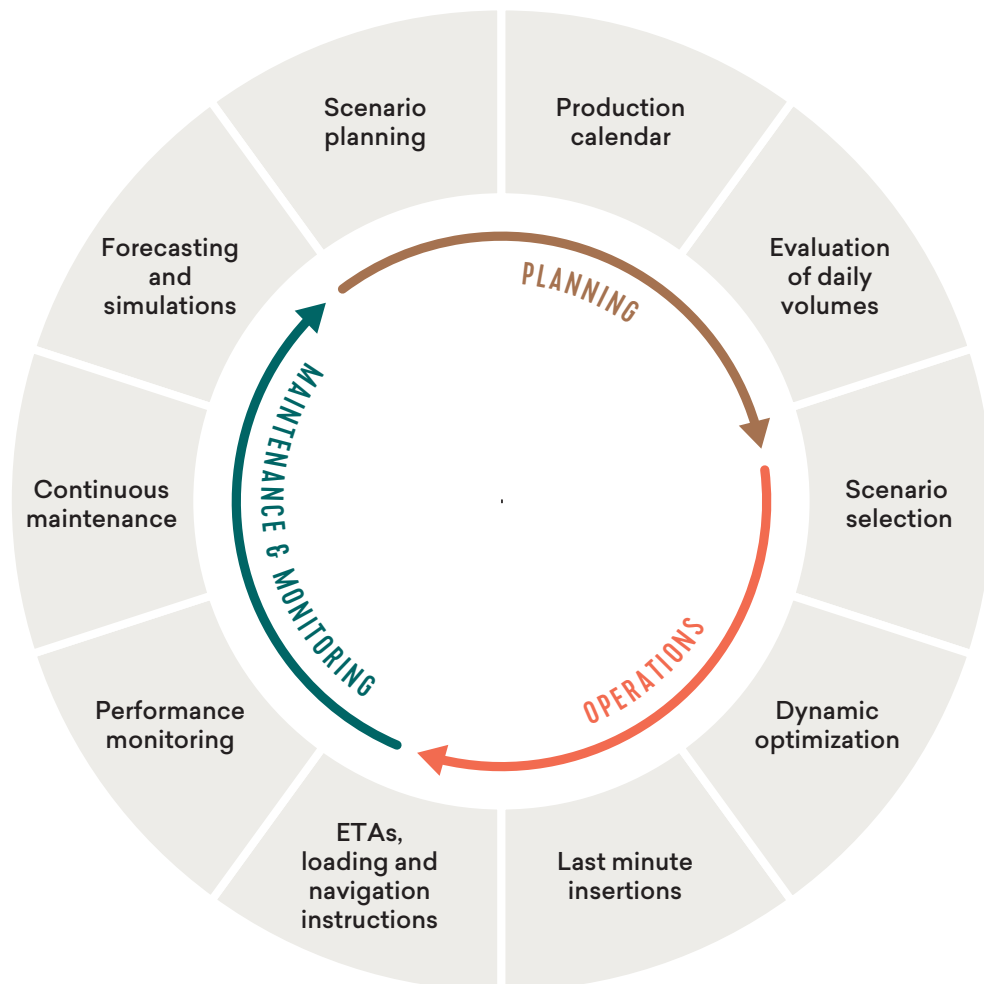 Scenario
planning
Production
calendar
Evaluation
of daily
volumes
Scenario
selection
Dynamic
optimization
Last minute
insertions
ETAs,
loading and
navigation
instructions
Performance
monitoring
Continuous
maintenance
Forecasting
and
simulations
PLANNING
OPERATIONS
MAINTENANCE & MONITORING